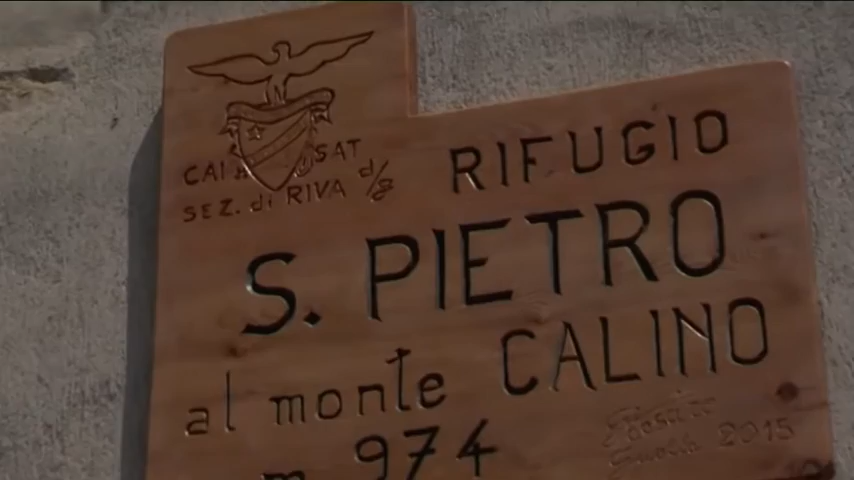 CAI SAT
SEZ. di RIVA d/g
RIFUGIO
S. PIETRO
al monte CALINO
m 974
2015